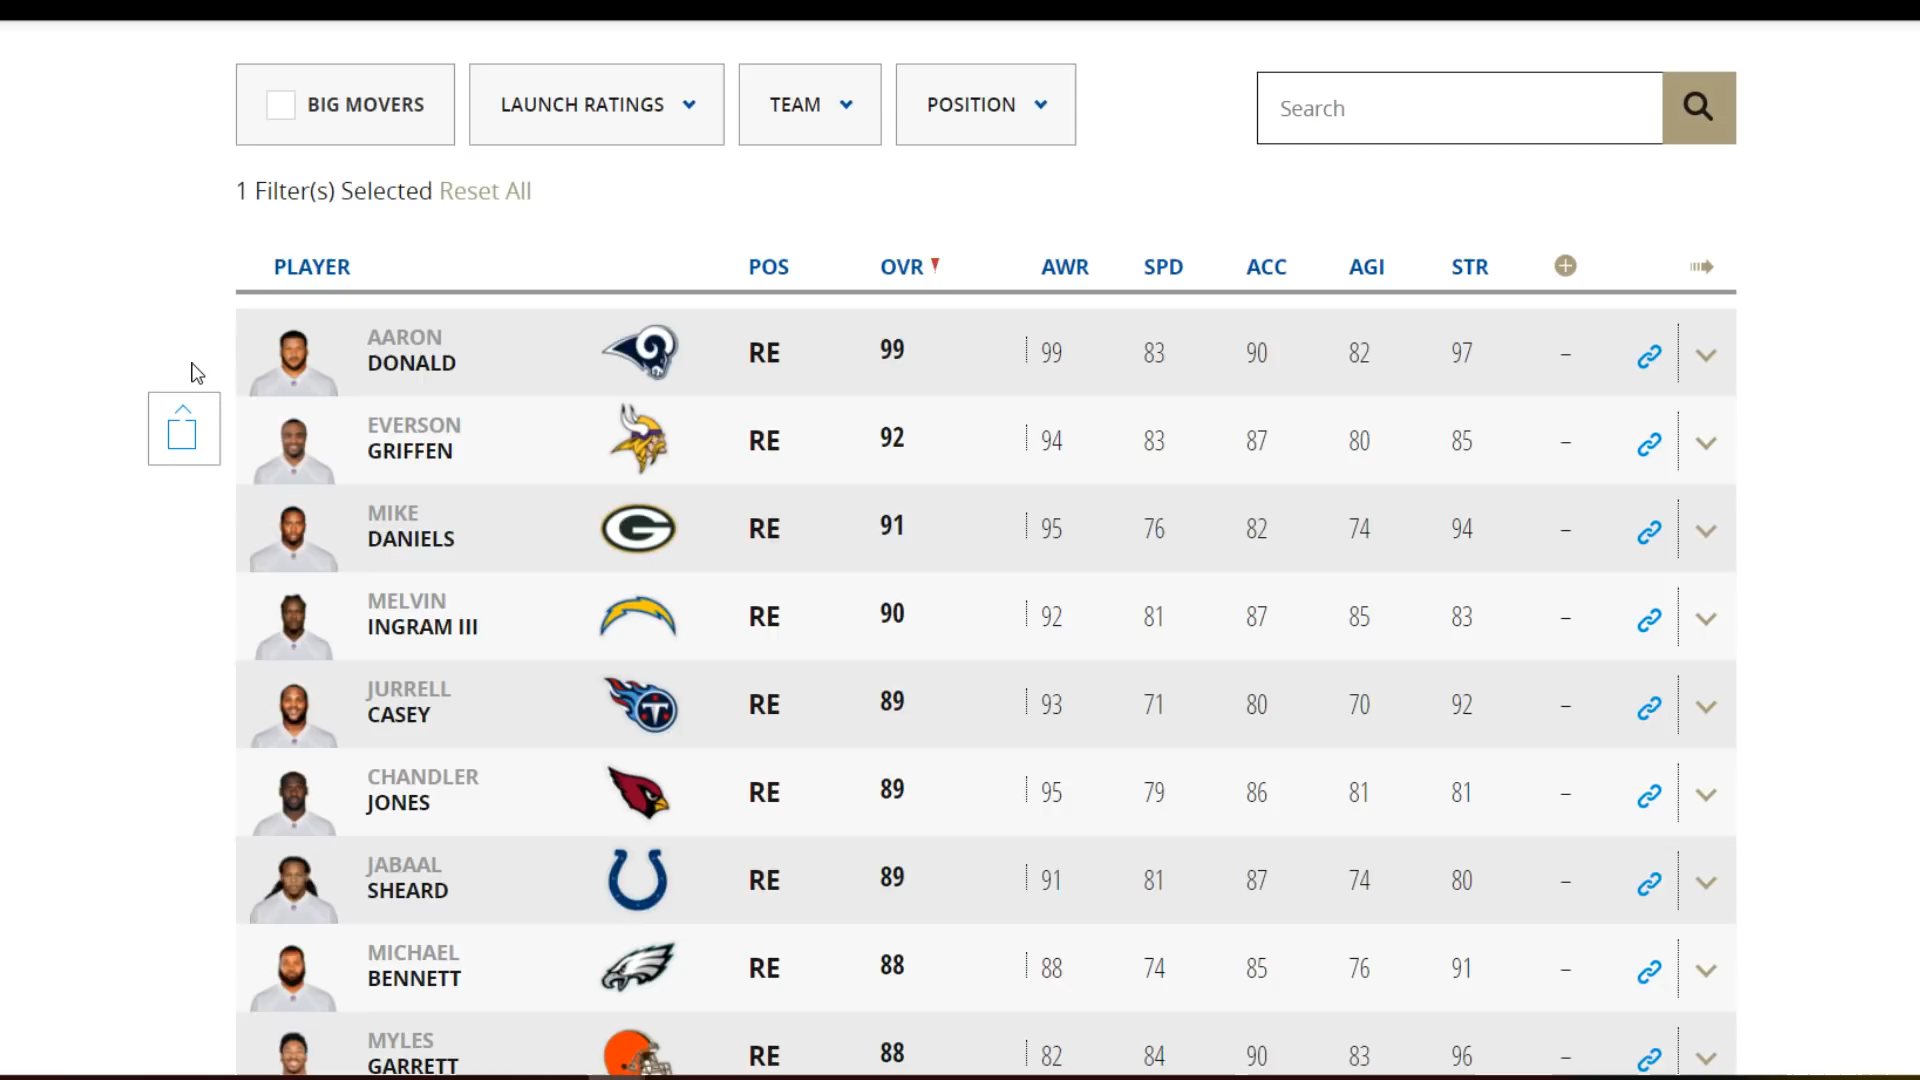 BIG MOVERS LAUNCH RATINGS TEAM POSITION Search
1 Filter(s) Selected Reset All
PLAYER POS OVR AWR SPD ACC AGI STR
AARON
DONALD RE 99 99 83 90 82 97 –
EVERSON
GRIFFEN RE 92 94 83 87 80 85 –
MIKE
DANIELS RE 91 95 76 82 74 94 –
MELVIN
INGRAM III RE 90 92 81 87 85 83 –
JURRELL
CASEY RE 89 93 71 80 70 92 –
CHANDLER
JONES RE 89 95 79 86 81 81 –
JABAAL
SHEARD RE 89 91 81 87 74 80 –
MICHAEL
BENNETT RE 88 88 74 85 76 91 –
MYLES
GARRETT RE 88 82 84 90 83 96 –